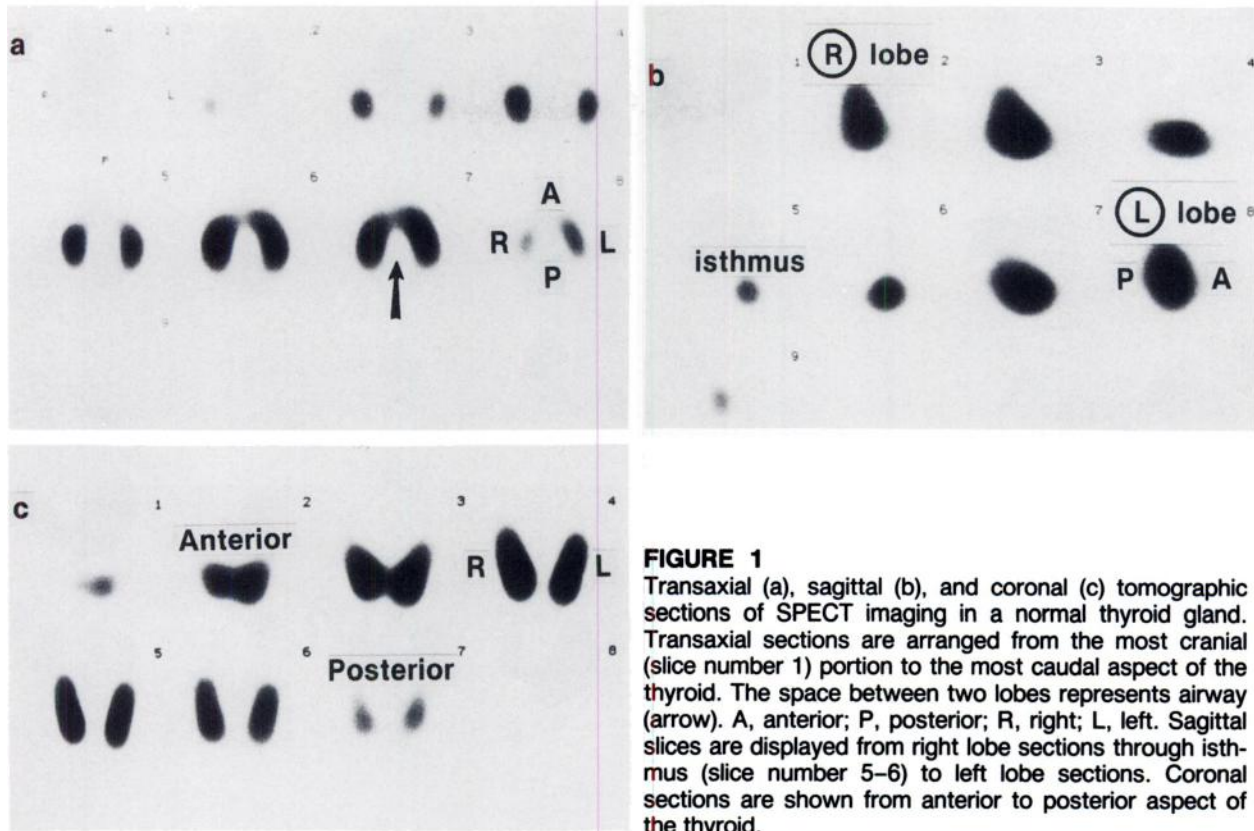 a
1
2
3
4
L
5
6
7
8
A
R
L
P
9
b
1
R lobe
2
3
4
5
6
7
8
L lobe
isthmus
P
A
9
c
1
2
3
4
Anterior
R
L
5
6
7
8
Posterior
FIGURE 1
Transaxial (a), sagittal (b), and coronal (c) tomographic
sections of SPECT imaging in a normal thyroid gland.
Transaxial sections are arranged from the most cranial
(slice number 1) portion to the most caudal aspect of the
thyroid. The space between two lobes represents airway
(arrow). A, anterior; P, posterior; R, right; L, left. Sagittal
slices are displayed from right lobe sections through isth-
mus (slice number 5–6) to left lobe sections. Coronal
sections are shown from anterior to posterior aspect of
the thyroid.